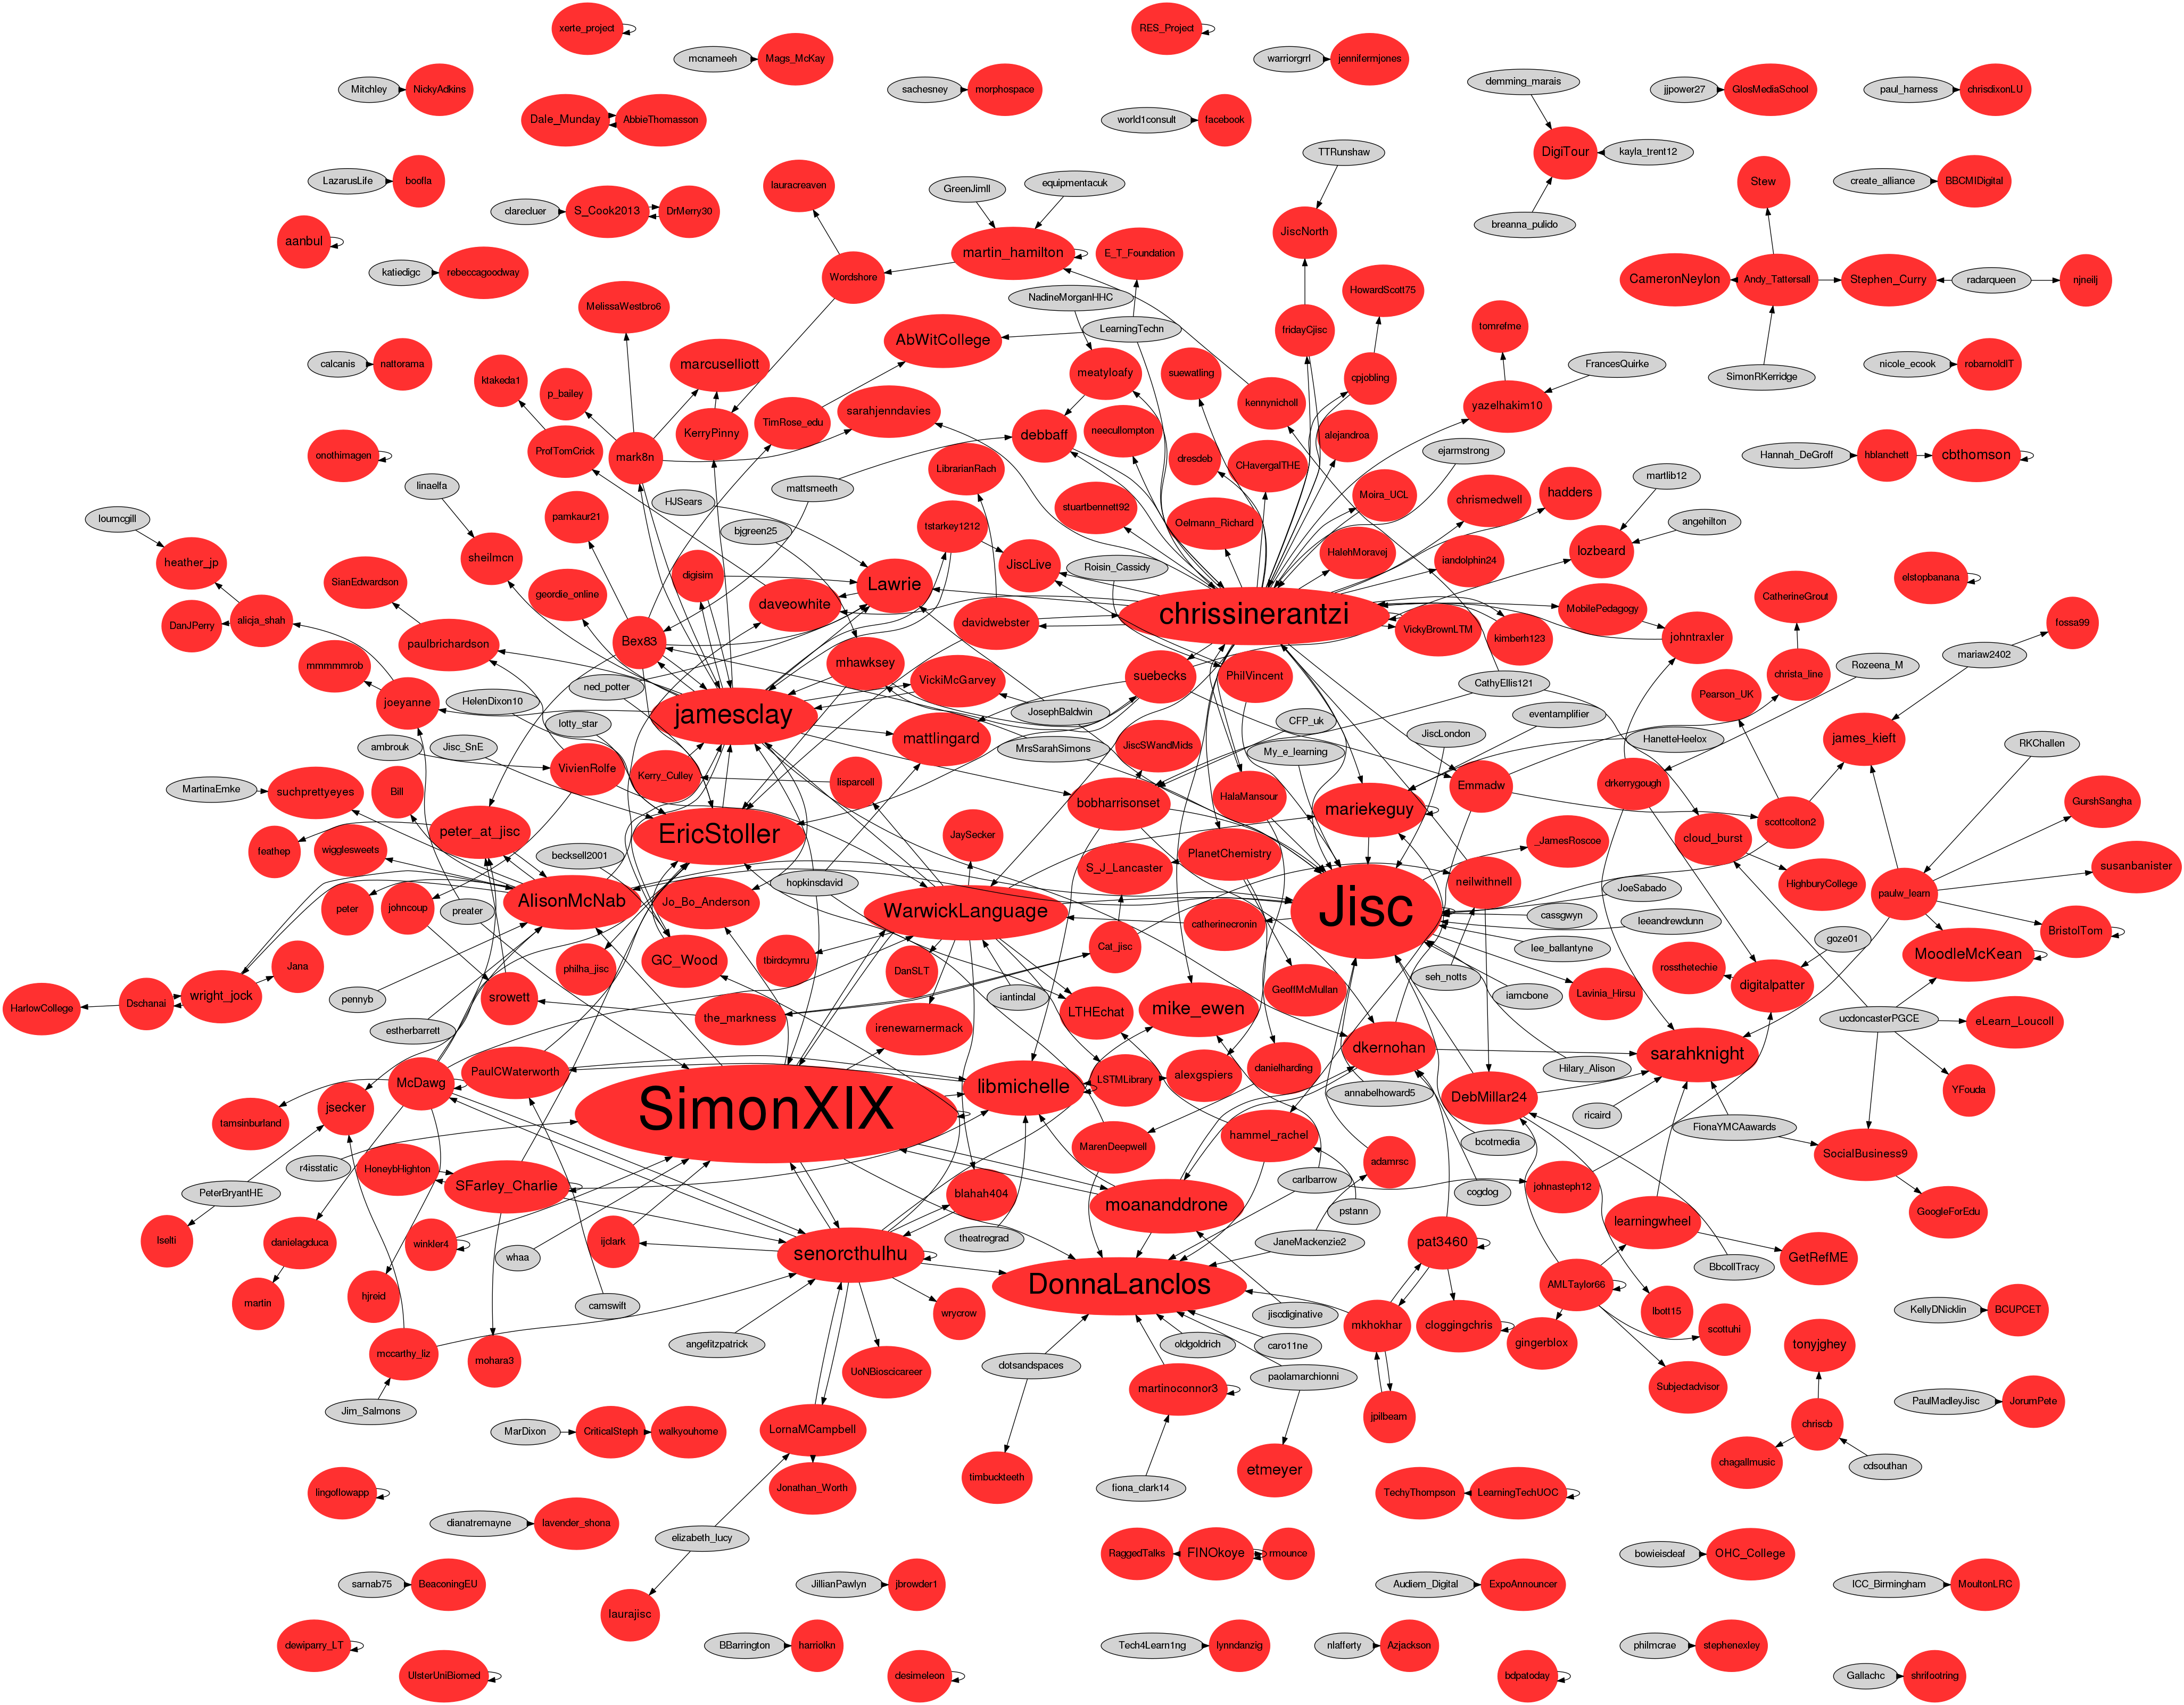 xerte_project
RES_Project
mcnameeh
Mags_McKay
warriorgrrl
jennifermjones
Mitchley
NickyAdkins
sachesney
morphospace
demming_marais
jjpower27
GlosMediaSchool
paul_harness
chrisdixonLU
Dale_Munday
AbbieThomasson
world1consult
facebook
TTRunshaw
DigiTour
kayla_trent12
LazarusLife
boofla
lauracreaven
GreenJimll
equipmentacuk
Stew
create_alliance
BBCMIDigital
clarecluer
S_Cook2013
DrMerry30
JiscNorth
breanna_pulido
aanbul
martin_hamilton
E_T_Foundation
katiedigc
rebeccagoodway
Wordshore
CameronNeylon
Andy_Tattersall
Stephen_Curry
radarqueen
njneilj
MelissaWestbro6
NadineMorganHHC
HowardScott75
AbWitCollege
LearningTechn
fridayCjisc
tomrefme
calcanis
nattorama
marcuselliott
FrancesQuirke
SimonRKerridge
nicole_ecook
robarnoldIT
ktakeda1
p_bailey
meatyloafy
suewatling
cpjobling
sarahjenndavies
kennynicholl
yazelhakim10
KerryPinny
TimRose_edu
debbaff
neecullompton
alejandroa
onothimagen
ProfTomCrick
mark8n
ejarmstrong
Hannah_DeGroff
hblanchett
cbthomson
dresdeb
CHavergalTHE
LibrarianRach
linaelfa
mattsmeeth
martlib12
HJSears
stuartbennett92
Moira_UCL
chrismedwell
hadders
loumcgill
pamkaur21
bjgreen25
tstarkey1212
Oelmann_Richard
angehilton
heather_jp
sheilmcn
JiscLive
HalehMoravej
iandolphin24
lozbeard
SianEdwardson
digisim
Lawrie
Roisin_Cassidy
elstopbanana
geordie_online
daveowhite
CatherineGrout
DanJPerry
alicja_shah
davidwebster
chrissinerantzi
MobilePedagogy
fossa99
paulbrichardson
Bex83
VickyBrownLTM
kimberh123
johntraxler
mariaw2402
mmmmmrob
mhawksey
suebecks
PhilVincent
Rozeena_M
christa_line
HelenDixon10
ned_potter
VickiMcGarvey
CathyEllis121
Pearson_UK
joeyanne
jamesclay
JosephBaldwin
eventamplifier
lotty_star
mattlingard
CFP_uk
JiscLondon
HanetteHeelox
james_kieft
RKChallen
ambrouk
Jisc_SnE
MrsSarahSimons
JiscSWandMids
My_e_learning
VivienRolfe
Kerry_Culley
lisparcell
MartinaEmke
suchprettyeyes
Bill
bobharrisonset
HalaMansour
mariekeguy
Emmadw
drkerrygough
GurshSangha
peter_at_jisc
EricStoller
JaySecker
scottcolton2
cloud_burst
feathep
wigglesweets
becksell2001
PlanetChemistry
_JamesRoscoe
S_J_Lancaster
HighburyCollege
susanbanister
hopkinsdavid
neilwithnell
JoeSabado
paulw_learn
peter
johncoup
preater
AlisonMcNab
Jo_Bo_Anderson
WarwickLanguage
catherinecronin
Jisc
cassgwyn
leeandrewdunn
BristolTom
Cat_jisc
lee_ballantyne
goze01
MoodleMcKean
Jana
philha_jisc
GC_Wood
tbirdcymru
DanSLT
seh_notts
rossthetechie
digitalpatter
HarlowCollege
Dschanai
wright_jock
pennyb
srowett
iantindal
GeoffMcMullan
Lavinia_Hirsu
iamcbone
estherbarrett
the_markness
irenewarnermack
LTHEchat
mike_ewen
ucdoncasterPGCE
eLearn_Loucoll
McDawg
PaulCWaterworth
dkernohan
sarahknight
libmichelle
LSTMLibrary
alexgspiers
danielharding
annabelhoward5
Hilary_Alison
DebMillar24
YFouda
jsecker
SimonXIX
ricaird
tamsinburland
MarenDeepwell
hammel_rachel
bcotmedia
FionaYMCAawards
SocialBusiness9
r4isstatic
HoneybHighton
adamrsc
PeterBryantHE
SFarley_Charlie
blahah404
moananddrone
carlbarrow
cogdog
johnasteph12
GoogleForEdu
lselti
danielagduca
winkler4
whaa
ijclark
theatregrad
pstann
learningwheel
senorcthulhu
JaneMackenzie2
pat3460
GetRefME
BbcollTracy
martin
hjreid
camswift
DonnaLanclos
AMLTaylor66
wrycrow
jiscdiginative
lbott15
KellyDNicklin
BCUPCET
mccarthy_liz
mohara3
angefitzpatrick
oldgoldrich
caro11ne
mkhokhar
cloggingchris
gingerblox
scottuhi
tonyjghey
UoNBioscicareer
dotsandspaces
paolamarchionni
Subjectadvisor
Jim_Salmons
martinoconnor3
jpilbeam
PaulMadleyJisc
JorumPete
MarDixon
CriticalSteph
walkyouhome
LornaMCampbell
chriscb
chagallmusic
cdsouthan
lingoflowapp
Jonathan_Worth
timbuckteeth
fiona_clark14
etmeyer
TechyThompson
LearningTechUOC
dianatremayne
lavender_shona
elizabeth_lucy
RaggedTalks
FINOkoye
rmounce
bowieisdeaf
OHC_College
sarnab75
BeaconingEU
JillianPawlyn
jbrowder1
Audiem_Digital
ExpoAnnouncer
ICC_Birmingham
MoultonLRC
laurajisc
dewiparry_LT
BBarrington
harriolkn
Tech4Learn1ng
lynndanzig
nlafferty
Azjackson
philmcrae
stephenexley
UlsterUniBiomed
desimeleon
bdpatoday
Gallachc
shrifootring